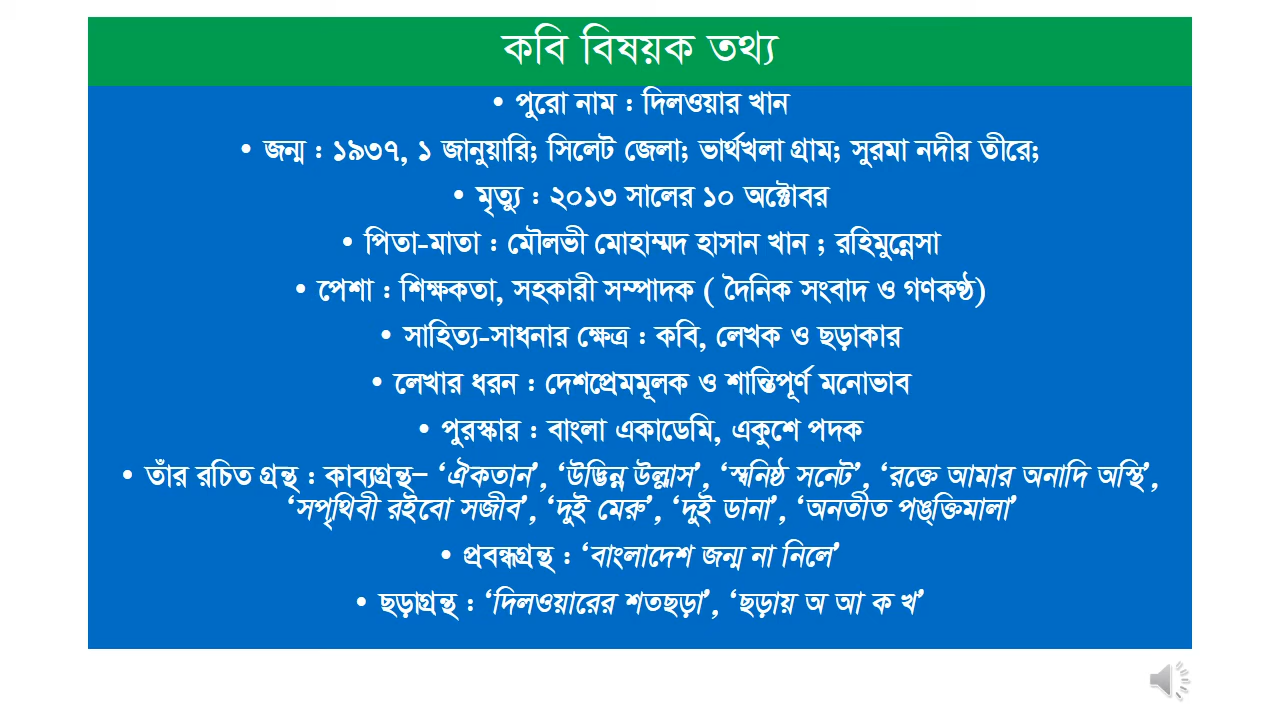 কবি বিষয়ক তথ্য
• পুরো নাম : দিলওয়ার খান
• জন্ম : ১৯৩৭, ১ জানুয়ারি; সিলেট জেলা; ভার্থখলা গ্রাম; সুরমা নদীর তীরে;
• মৃত্যু : ২০১৩ সালের ১০ অক্টোবর
• পিতা-মাতা : মৌলভী মোহাম্মদ হাসান খান ; রহিমুন্নেসা
• পেশা : শিক্ষকতা, সহকারী সম্পাদক ( দৈনিক সংবাদ ও গণকণ্ঠ)
• সাহিত্য-সাধনার ক্ষেত্র : কবি, লেখক ও ছড়াকার
• লেখার ধরন : দেশপ্রেমমূলক ও শান্তিপূর্ণ মনোভাব
• পুরস্কার : বাংলা একাডেমি, একুশে পদক
• তাঁর রচিত গ্রন্থ : কাব্যগ্রন্থ– ‘ঐকতান’, ‘উদ্ভিন্ন উল্লাস’, ‘স্বনিষ্ঠ সনেট’, ‘রক্তে আমার অনাদি অস্থি’,
‘সপৃথিবী রইবো সজীব’, ‘দুই মেরু’, ‘দুই ডানা’, ‘অনতীত পঙ্‌ক্তিমালা’
• প্রবন্ধগ্রন্থ : ‘বাংলাদেশ জন্ম না নিলে’
• ছড়াগ্রন্থ : ‘দিলওয়ারের শতছড়া’, ‘ছড়ায় অ আ ক খ’